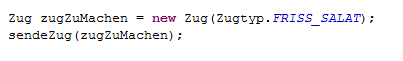 Zug zugZuMachen = new Zug(Zugtyp.FRISS_SALAT);
sendeZug(zugZuMachen);